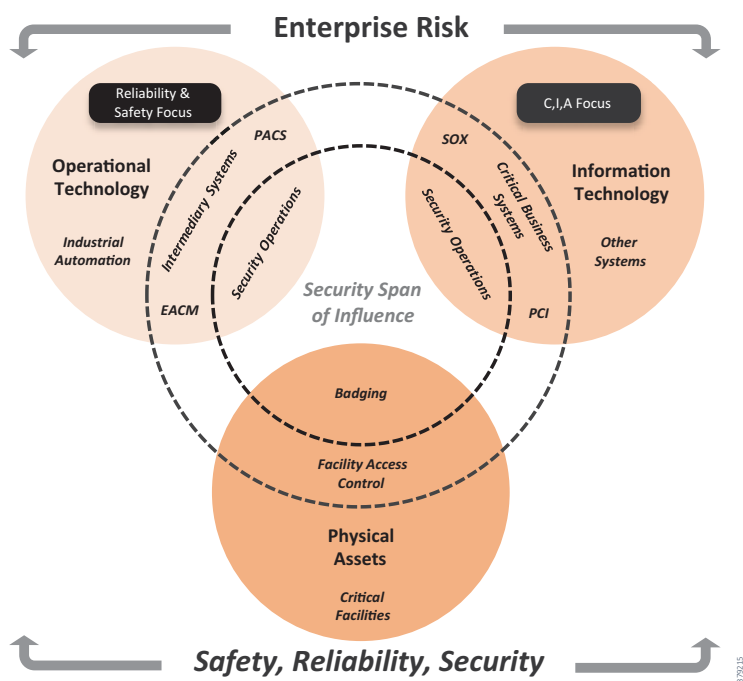 Enterprise Risk
Reliability &
Safety Focus
C,I,A Focus
PACS
SOX
Operational
Technology
Intermediary Systems
Critical Business
Systems
Information
Technology
Industrial
Automation
Security Operations
Security Operations
Other
Systems
Security Span
of Influence
EACM
PCI
Badging
Facility Access
Control
Physical
Assets
Critical
Facilities
Safety, Reliability, Security
379215